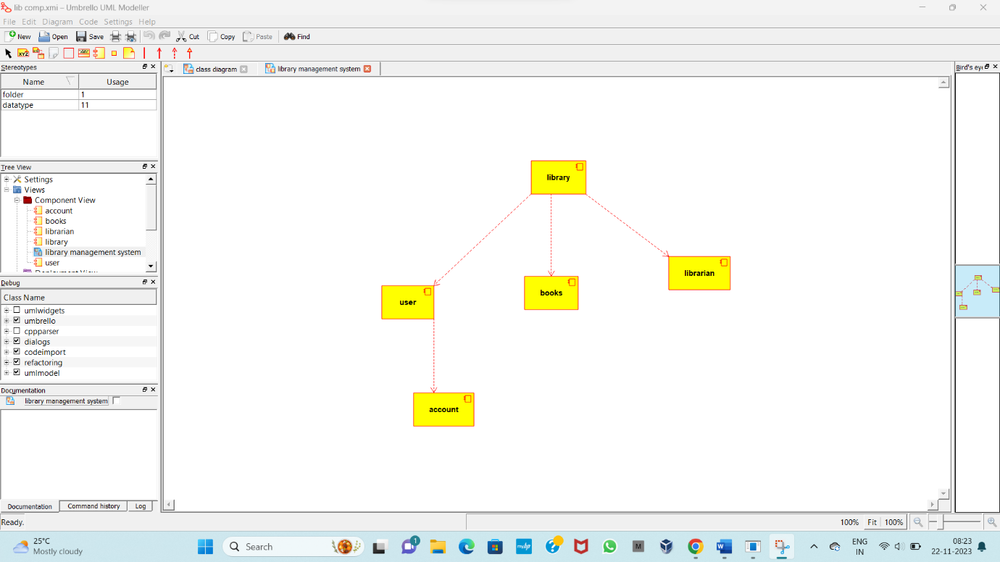 lib comp.xmi – Umbrello UML Modeller
File Edit Diagram Code Settings Help
New Open Save Cut Copy Paste Find
XYZ
Stereotypes
Name Usage
folder 1
datatype 11
Tree View
Settings
Views
Component View
account
books
librarian
library
library management system
user
Debug
Class Name
umlwidgets
umbrello
cppparser
dialogs
codeimport
refactoring
umlmodel
Documentation
library management system
Documentation Command history Log
Ready.
class diagram library management system
library
librarian
books
user
account
Bird's eye
100% Fit 100%
25°C
Mostly cloudy
Search
1
myhp
M
W
ENG
IN
08:23
22-11-2023